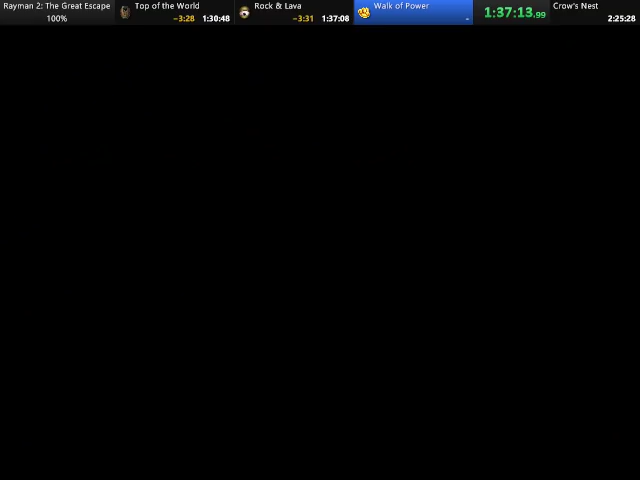 Rayman 2: The Great Escape
100%
Top of the World
−3:28 1:30:48
Rock & Lava
−3:31 1:37:08
Walk of Power
-
1:37:13.99
Crow's Nest
2:25:28